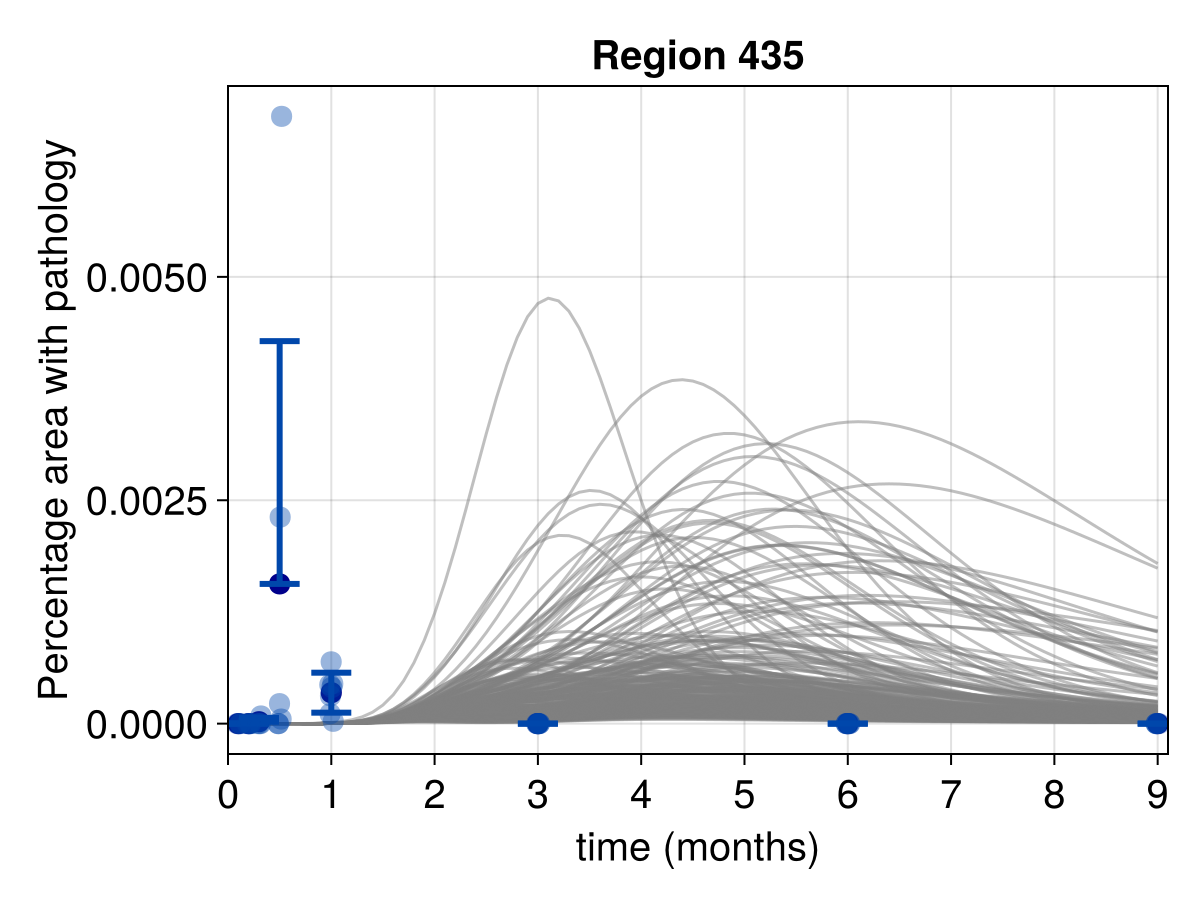 Region 435
Percentage area with pathology
0.0050
0.0025
0.0000
0 1 2 3 4 5 6 7 8 9
time (months)